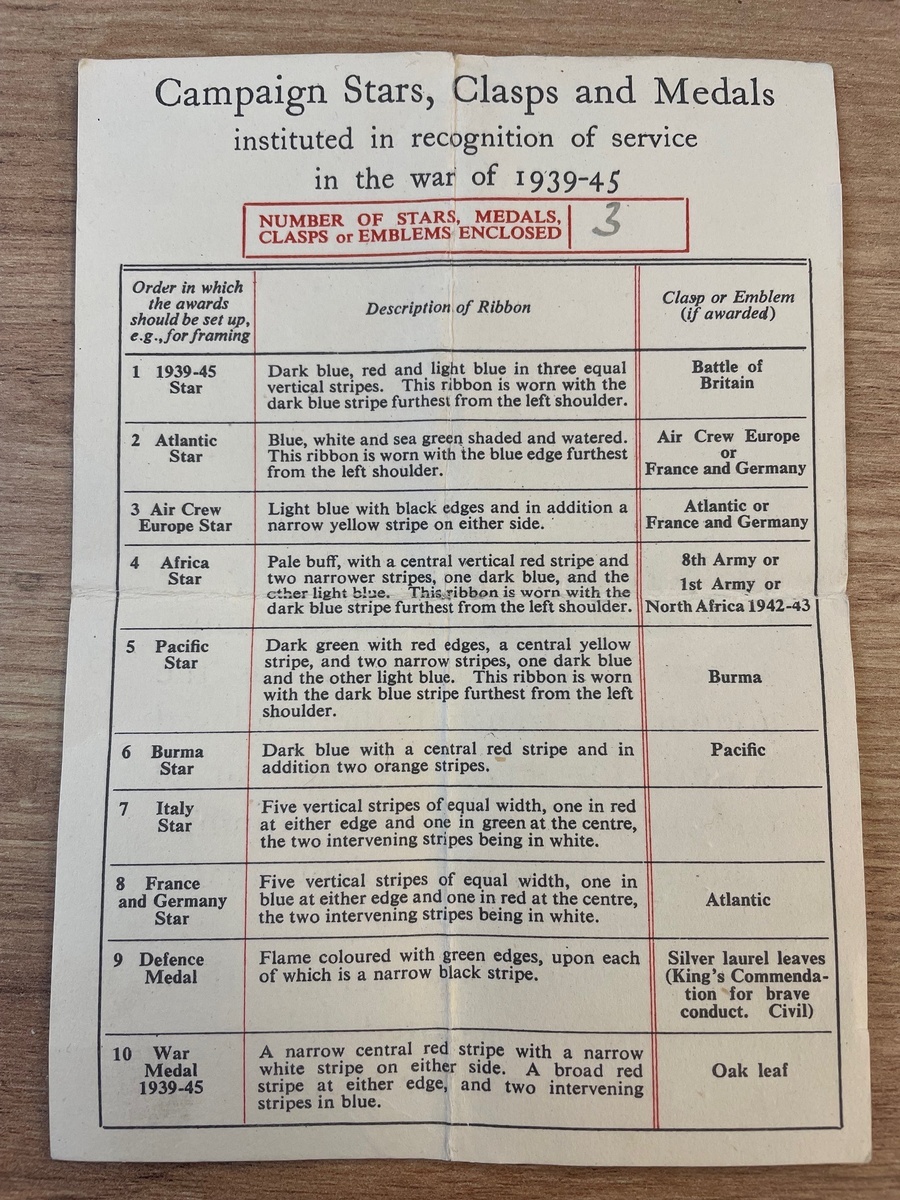 Campaign Stars, Clasps and Medals
instituted in recognition of service
in the war of 1939-45
NUMBER OF STARS, MEDALS,
CLASPS or EMBLEMS ENCLOSED
3
Order in which
the awards
should be set up,
e.g., for framing
Description of Ribbon
Clasp or Emblem
(if awarded)
1 1939-45
Star
Dark blue, red and light blue in three equal
vertical stripes. This ribbon is worn with the
dark blue stripe furthest from the left shoulder.
Battle of
Britain
2 Atlantic
Star
Blue, white and sea green shaded and watered.
This ribbon is worn with the blue edge furthest
from the left shoulder.
Air Crew Europe
or
France and Germany
3 Air Crew
Europe Star
Light blue with black edges and in addition a
narrow yellow stripe on either side.
Atlantic or
France and Germany
4 Africa
Star
Pale buff, with a central vertical red stripe and
two narrower stripes, one dark blue, and the
other light blue. This ribbon is worn with the
dark blue stripe furthest from the left shoulder.
8th Army or
1st Army or
North Africa 1942-43
5 Pacific
Star
Dark green with red edges, a central yellow
stripe, and two narrow stripes, one dark blue
and the other light blue. This ribbon is worn
with the dark blue stripe furthest from the left
shoulder.
Burma
6 Burma
Star
Dark blue with a central red stripe and in
addition two orange stripes.
Pacific
7 Italy
Star
Five vertical stripes of equal width, one in red
at either edge and one in green at the centre,
the two intervening stripes being in white.
8 France
and Germany
Star
Five vertical stripes of equal width, one in
blue at either edge and one in red at the centre,
the two intervening stripes being in white.
Atlantic
9 Defence
Medal
Flame coloured with green edges, upon each
of which is a narrow black stripe.
Silver laurel leaves
(King's Commenda-
tion for brave
conduct. Civil)
10 War
Medal
1939-45
A narrow central red stripe with a narrow
white stripe on either side. A broad red
stripe at either edge, and two intervening
stripes in blue.
Oak leaf